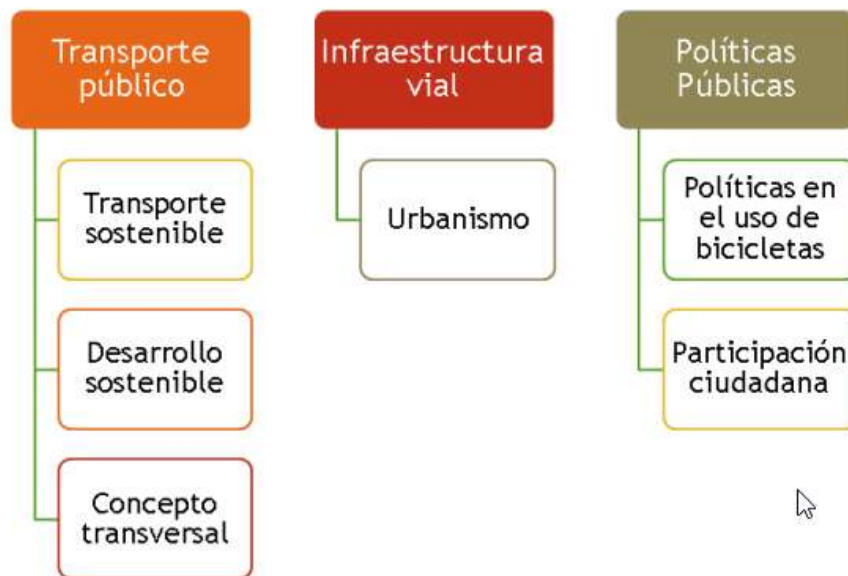 Transporte
público
Transporte
sostenible
Desarrollo
sostenible
Concepto
transversal
Infraestructura
vial
Urbanismo
Políticas
Públicas
Políticas en
el uso de
bicicletas
Participación
ciudadana